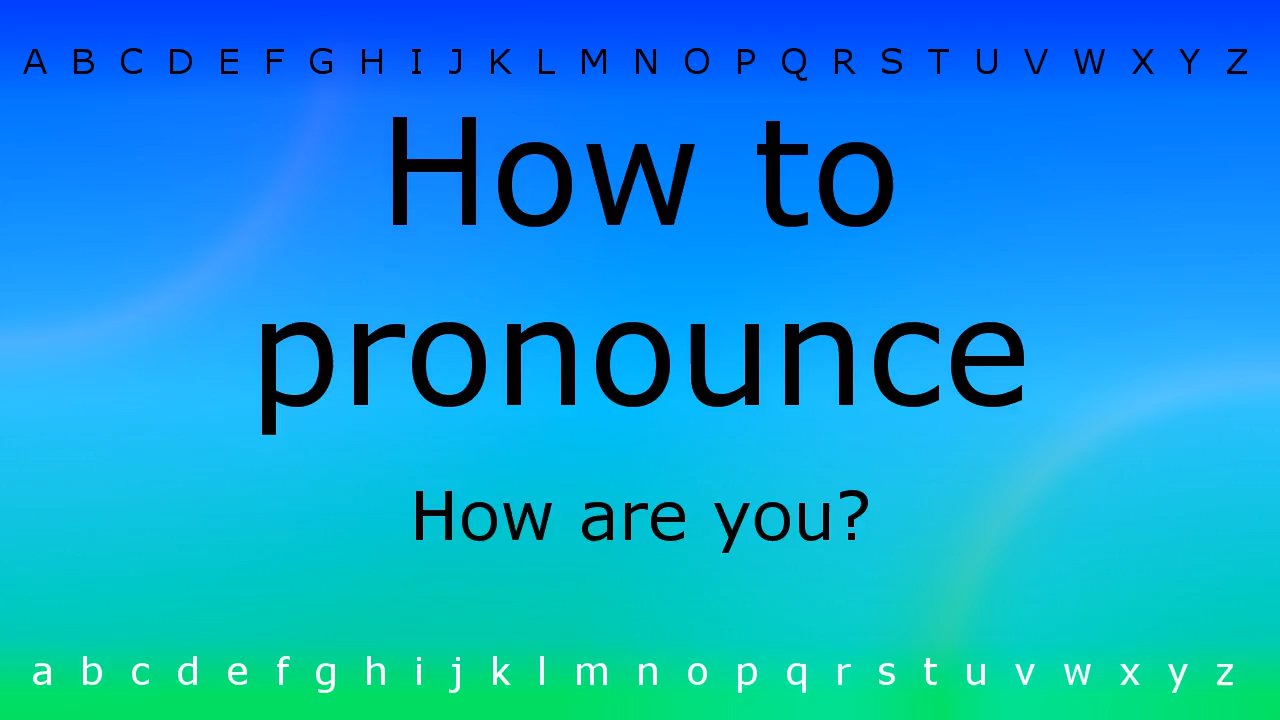 A B C D E F G H I J K L M N O P Q R S T U V W X Y Z
How to
pronounce
How are you?
a b c d e f g h i j k l m n o p q r s t u v w x y z